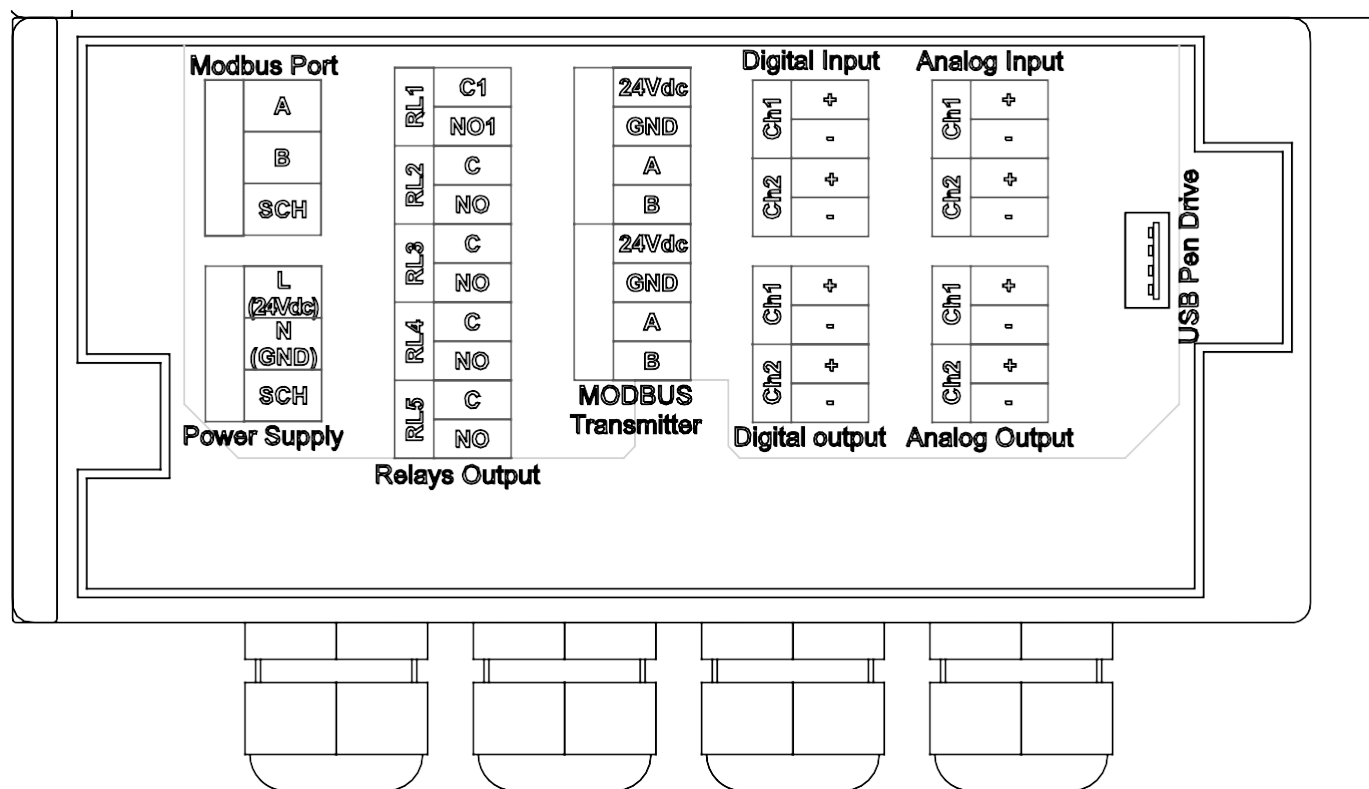 Modbus Port
A
B
SCH
L
(24Vdc)
N
(GND)
SCH
Power Supply
RL1
C1
NO1
RL2
C
NO
RL3
C
NO
RL4
C
NO
RL5
C
NO
Relays Output
24Vdc
GND
A
B
24Vdc
GND
A
B
MODBUS
Transmitter
Digital Input
Ch1
+
-
Ch2
+
-
Ch1
+
-
Ch2
+
-
Digital output
Analog Input
Ch1
+
-
Ch2
+
-
Ch1
+
-
Ch2
+
-
Analog Output
USB Pen Drive